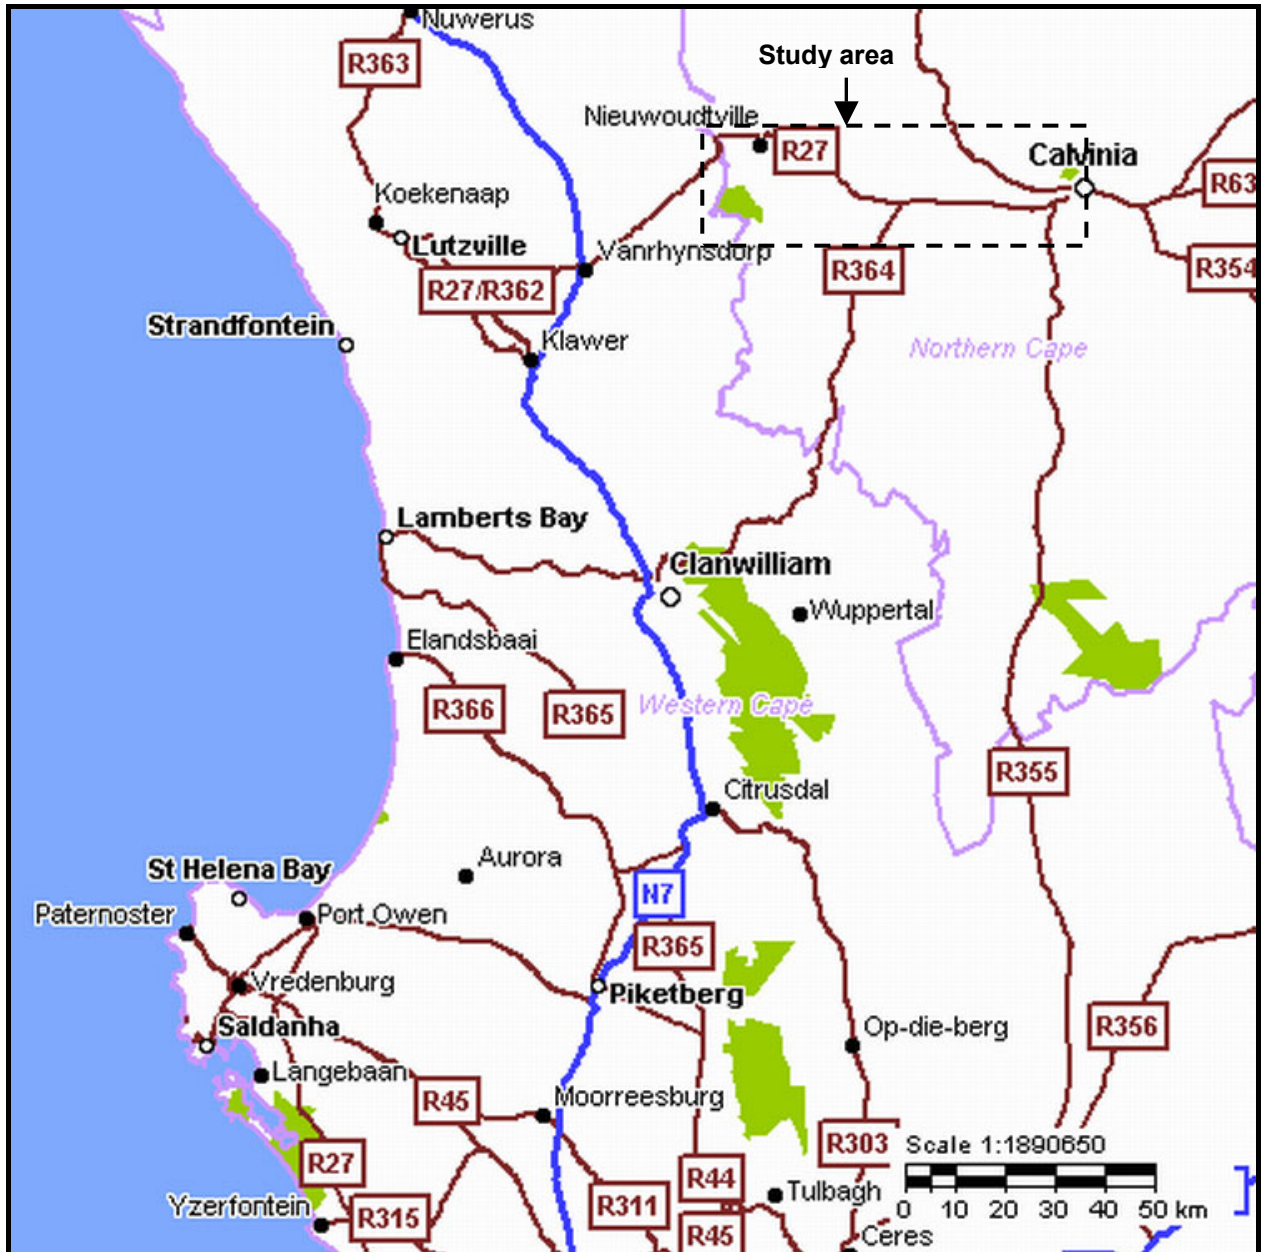 Nuwerus
R363
Study area
Nieuwoudtville
R27
Calvinia
R63
Koekenaap
Lutzville
Vanrhynsdorp
R364
R354
R27/R362
Strandfontein
Klawer
Northern Cape
Lamberts Bay
Clanwilliam
Wuppertal
Elandsbaai
R366
R365
Western Cape
R355
Citrusdal
Aurora
St Helena Bay
N7
Paternoster
Port Owen
R365
Vredenburg
Piketberg
Saldanha
Op-die-berg
R356
Langebaan
R45
Moorreesburg
R303
Scale 1:1890650
R27
R44
Tulbagh
Yzerfontein
R315
R311
0 10 20 30 40 50 km
R45
Ceres